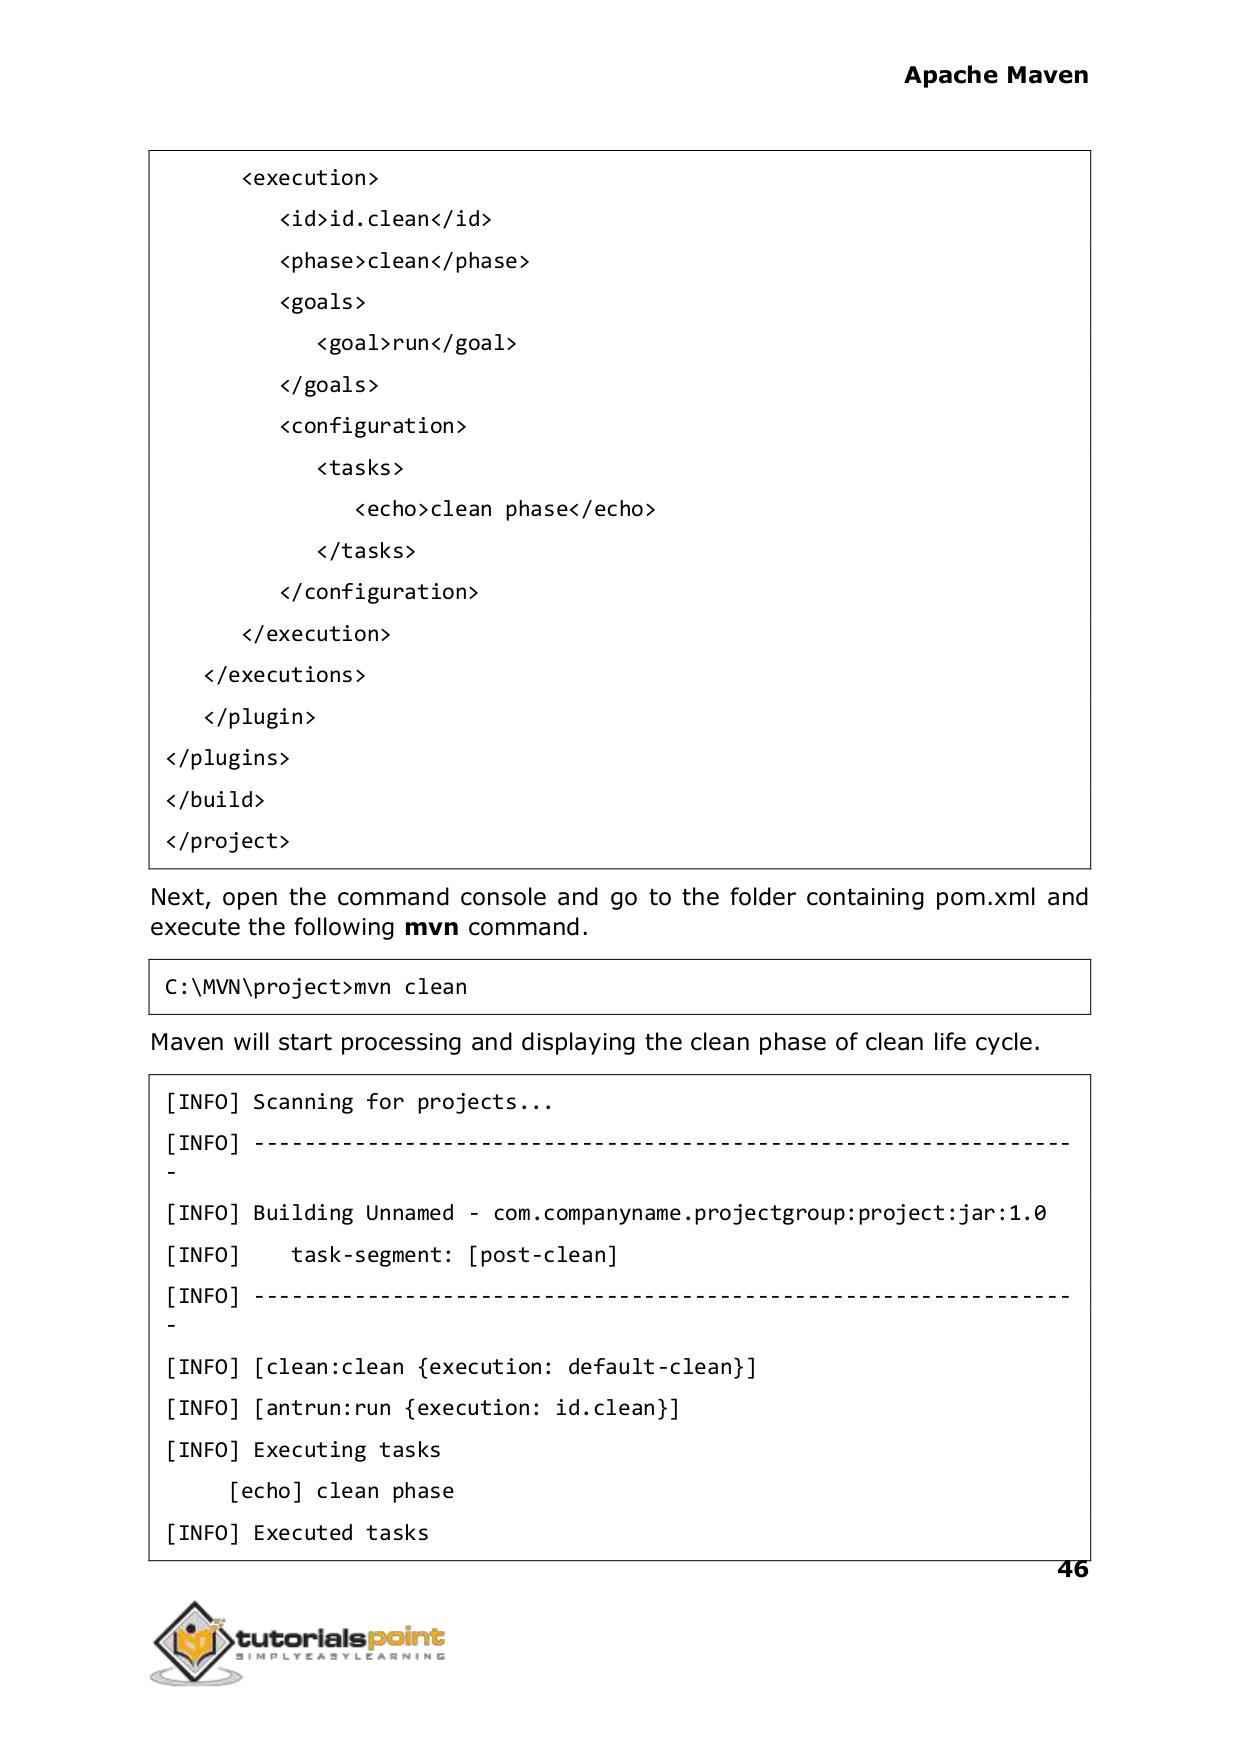 Apache Maven
<execution>
<id>id.clean</id>
<phase>clean</phase>
<goals>
<goal>run</goal>
</goals>
<configuration>
<tasks>
<echo>clean phase</echo>
</tasks>
</configuration>
</execution>
</executions>
</plugin>
</plugins>
</build>
</project>
Next, open the command console and go to the folder containing pom.xml and
execute the following mvn command.
C:\MVN\project>mvn clean
Maven will start processing and displaying the clean phase of clean life cycle.
[INFO] Scanning for projects...
[INFO] -----------------------------------------------------------------
-
[INFO] Building Unnamed - com.companyname.projectgroup:project:jar:1.0
[INFO]    task-segment: [post-clean]
[INFO] -----------------------------------------------------------------
-
[INFO] [clean:clean {execution: default-clean}]
[INFO] [antrun:run {execution: id.clean}]
[INFO] Executing tasks
[echo] clean phase
[INFO] Executed tasks
46
tutorialspoint
SIMPLYEASYLEARNING